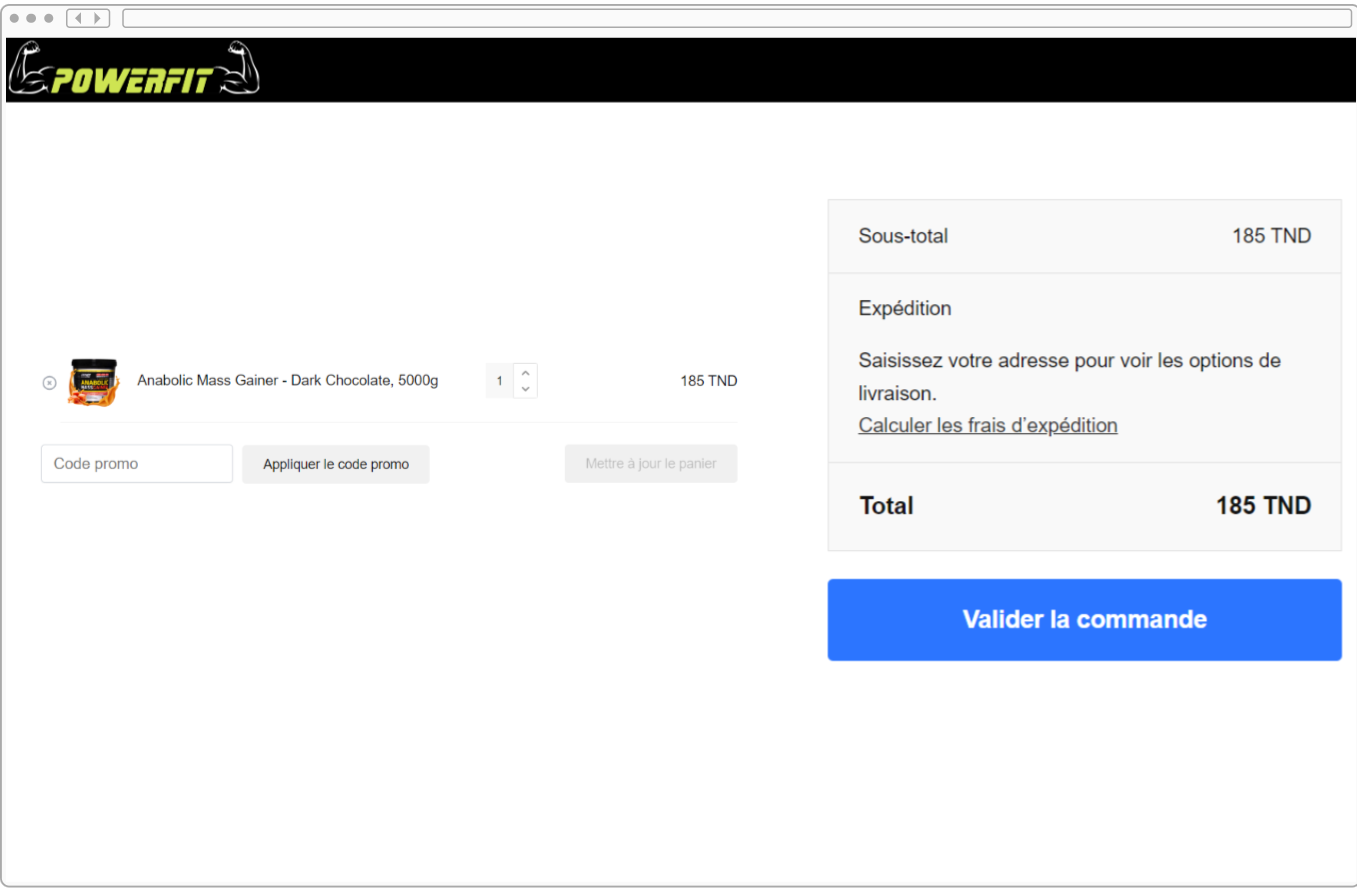 POWERFIT
Anabolic Mass Gainer - Dark Chocolate, 5000g
1
185 TND
Code promo
Appliquer le code promo
Mettre à jour le panier
Sous-total
185 TND
Expédition
Saisissez votre adresse pour voir les options de
livraison.
Calculer les frais d’expédition
Total
185 TND
Valider la commande
ANABOLIC